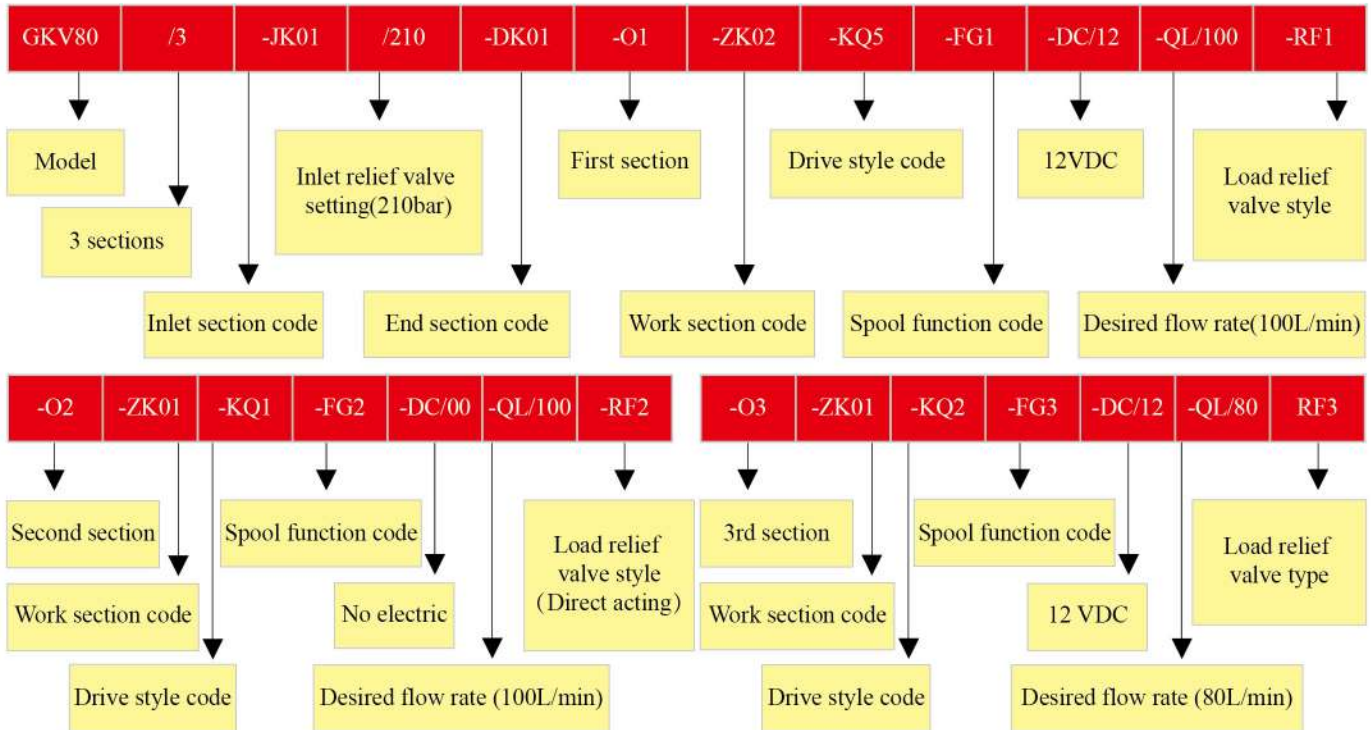 GKV80 /3 -JK01 /210 -DK01 -O1 -ZK02 -KQ5 -FG1 -DC/12 -QL/100 -RF1
Model
3 sections
Inlet section code
Inlet relief valve
setting(210bar)
End section code
First section
Work section code
Drive style code
Spool function code
12VDC
Desired flow rate(100L/min)
Load relief
valve style
-O2 -ZK01 -KQ1 -FG2 -DC/00 -QL/100 -RF2
Second section
Work section code
Drive style code
Spool function code
No electric
Desired flow rate (100L/min)
Load relief
valve style
(Direct acting)
-O3 -ZK01 -KQ2 -FG3 -DC/12 -QL/80 RF3
3rd section
Work section code
Drive style code
Spool function code
12 VDC
Desired flow rate (80L/min)
Load relief
valve type